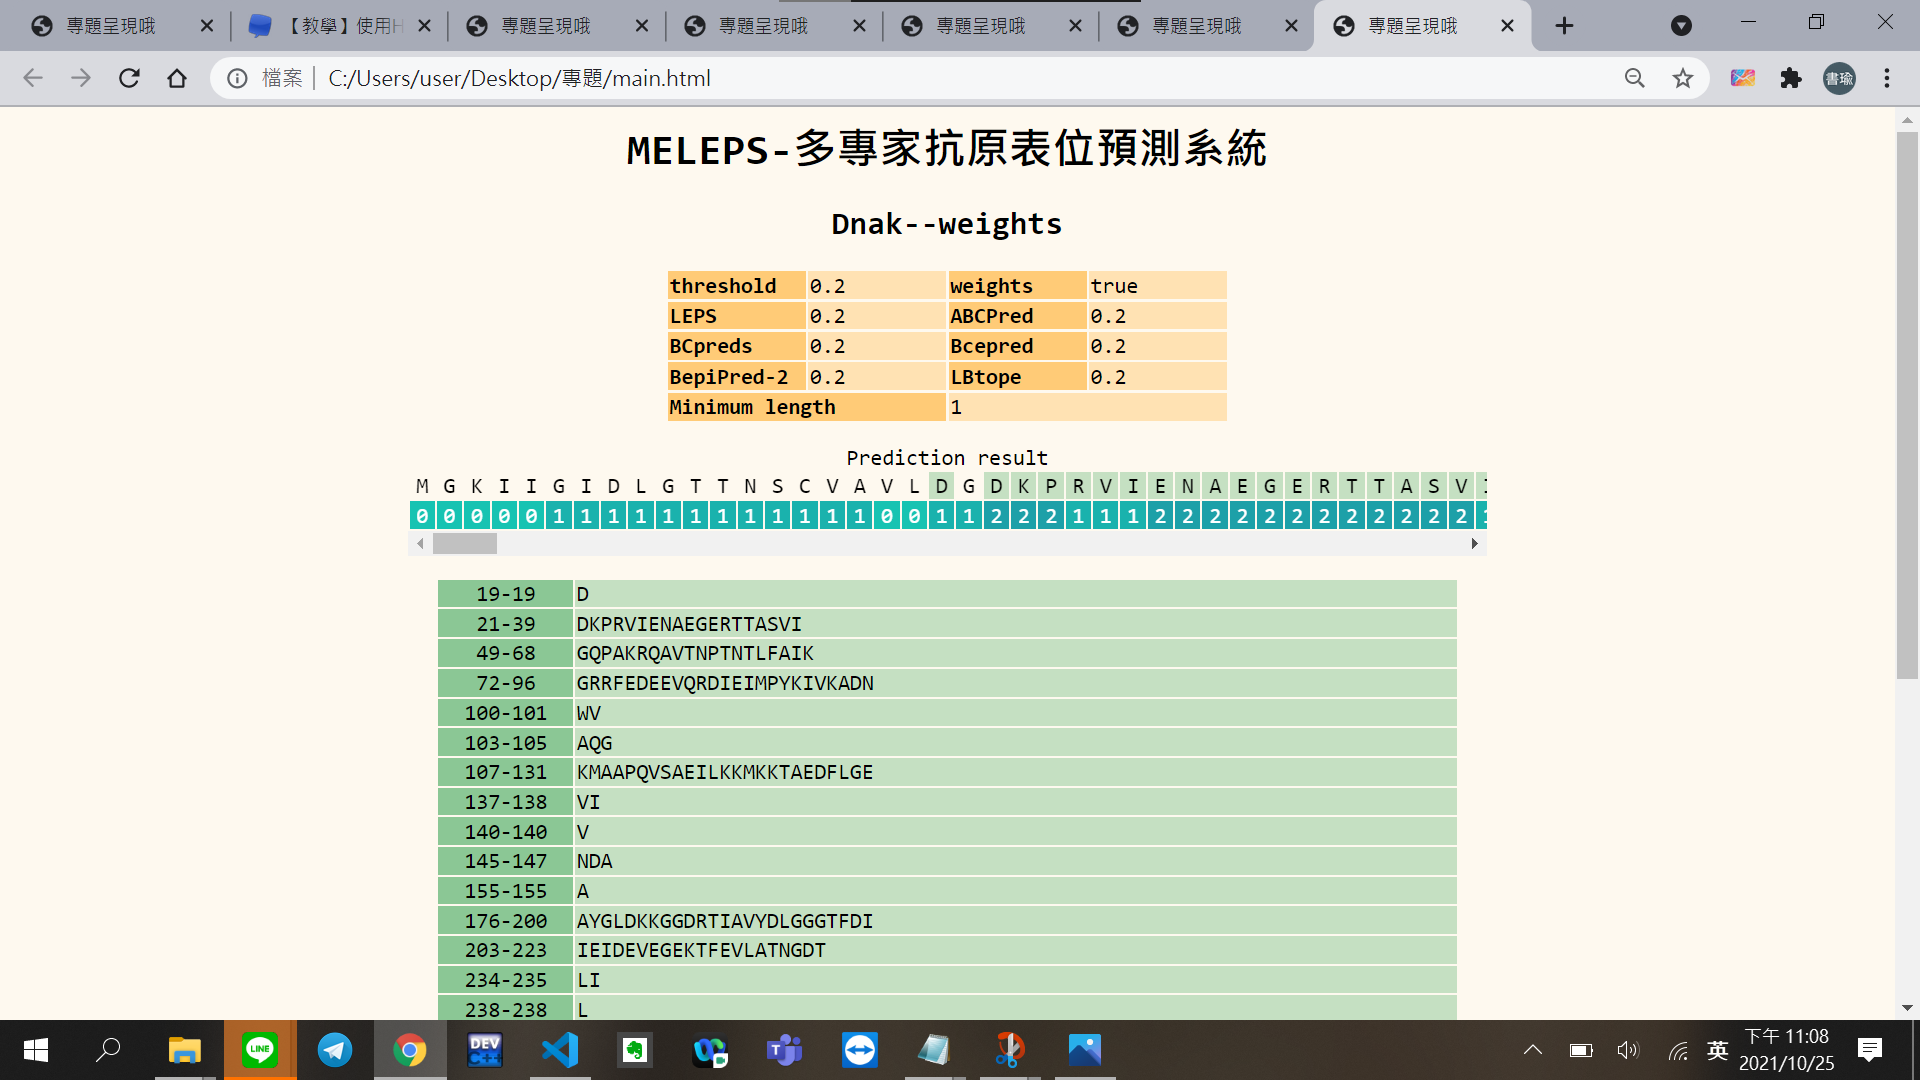 專題呈現哦
【教學】使用H
專題呈現哦
專題呈現哦
專題呈現哦
專題呈現哦
專題呈現哦
檔案 C:/Users/user/Desktop/專題/main.html
書瑜
MELEPS-多專家抗原表位預測系統
Dnak--weights
threshold 0.2 weights true
LEPS 0.2 ABCPred 0.2
BCpreds 0.2 Bcepred 0.2
BepiPred-2 0.2 LBtope 0.2
Minimum length 1
Prediction result
M G K I I G I D L G T T N S C V A V L D G D K P R V I E N A E G E R T T A S V I
0 0 0 0 0 1 1 1 1 1 1 1 1 1 1 1 1 0 0 1 1 2 2 2 1 1 1 2 2 2 2 2 2 2 2 2 2 2 2 1
19-19 D
21-39 DKPRVIENAEGERTTASVI
49-68 GQPAKRQAVTNPTNTLFAIK
72-96 GRRFEDEEVQRDIEIMPYKIVKADN
100-101 WV
103-105 AQG
107-131 KMAAPQVSAEILKKMKKTAEDFLGE
137-138 VI
140-140 V
145-147 NDA
155-155 A
176-200 AYGLDKKGGDRTIAVYDLGGGTFDI
203-223 IEIDEVEGEKTFEVLATNGDT
234-235 LI
238-238 L
LINE
DEV
C++
英
下午 11:08
2021/10/25